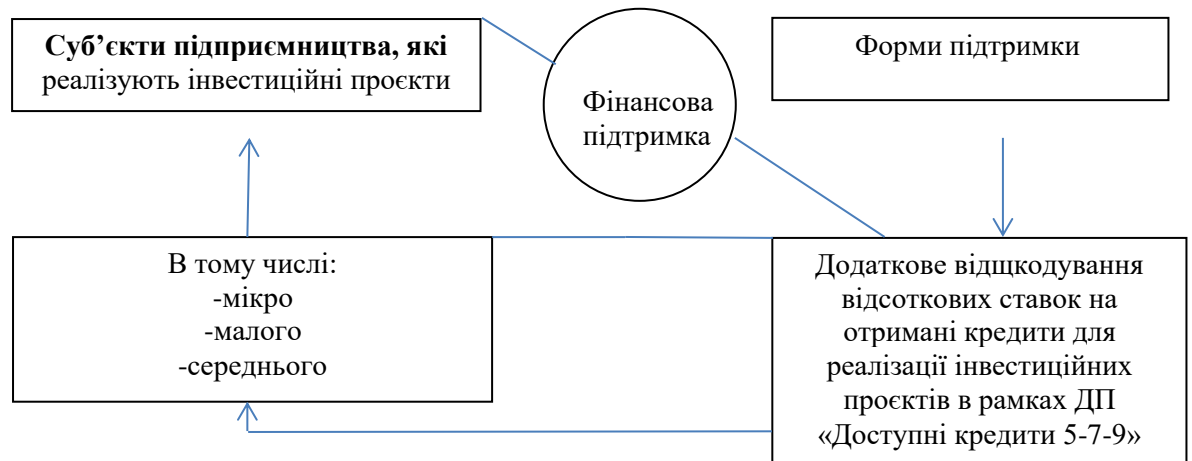 Суб’єкти підприємництва, які
реалізують інвестиційні проєкти
Фінансова
підтримка
Форми підтримки
В тому числі:
-мікро
-малого
-середнього
Додаткове відщкодування
відсоткових ставок на
отримані кредити для
реалізації інвестиційних
проєктів в рамках ДП
«Доступні кредити 5-7-9»